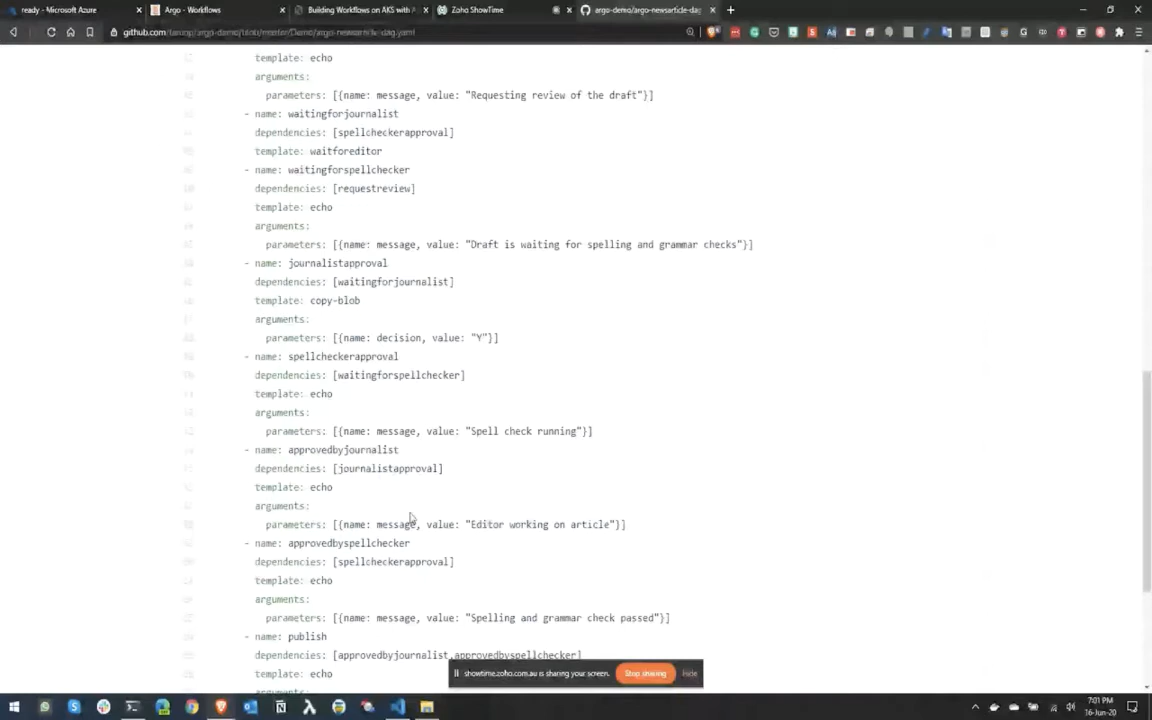 ready - Microsoft Azure
Argo - Workflows
Building Workflows on AKS with A
Zoho ShowTime
argo-demo/argo-newsarticle-dag.
template: echo
arguments:
parameters: [{name: message, value: "Requesting review of the draft"}]
- name: waitingforjournalist
dependencies: [spellcheckerapproval]
template: waitforeditor
- name: waitingforspellchecker
dependencies: [requestreview]
template: echo
arguments:
parameters: [{name: message, value: "Draft is waiting for spelling and grammar checks"}]
- name: journalistapproval
dependencies: [waitingforjournalist]
template: copy-blob
arguments:
parameters: [{name: decision, value: "Y"}]
- name: spellcheckerapproval
dependencies: [waitingforspellchecker]
template: echo
arguments:
parameters: [{name: message, value: "Spell check running"}]
- name: approvedbyjournalist
dependencies: [journalistapproval]
template: echo
arguments:
parameters: [{name: message, value: "Editor working on article"}]
- name: approvedbyspellchecker
dependencies: [spellcheckerapproval]
template: echo
arguments:
parameters: [{name: message, value: "Spelling and grammar check passed"}]
- name: publish
dependencies: [approvedbyjournalist,approvedbyspellchecker]
template: echo
arguments:
showtime.zoho.com.au is sharing your screen.
Stop sharing
Hide
7:01 PM
16-Jun-20